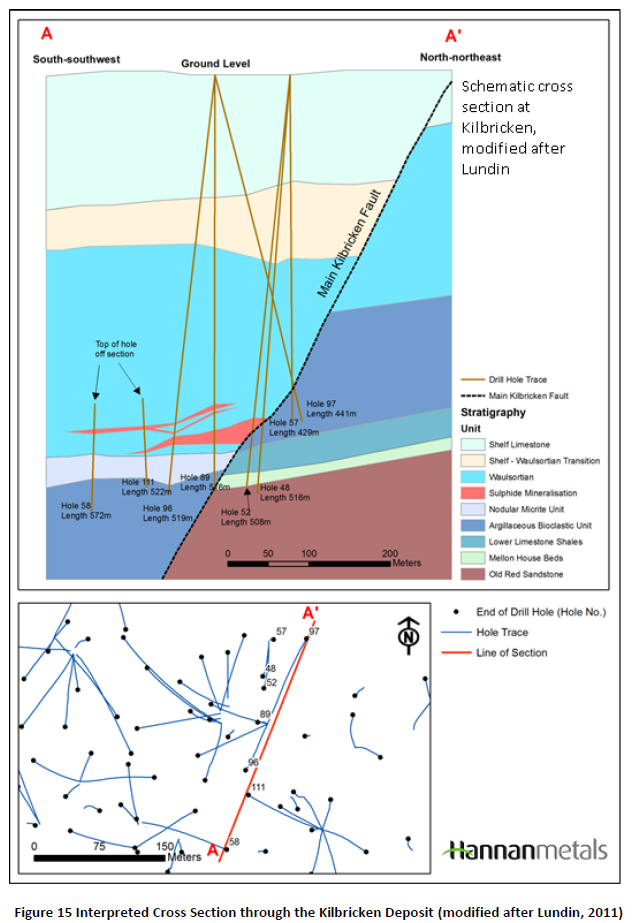 A
A'
South-southwest
Ground Level
North-northeast
Schematic cross
section at
Kilbricken,
modified after
Lundin
Main Kilbricken Fault
Top of hole
off section
Hole 97
Length 441m
Hole 57
Length 429m
Hole 111
Length 522m
Hole 89
Length 576m
Hole 48
Length 516m
Hole 58
Length 572m
Hole 96
Length 519m
Hole 52
Length 508m
0 50 100 200
Meters
Drill Hole Trace
Main Kilbricken Fault
Stratigraphy
Unit
Shelf Limestone
Shelf - Waulsortian Transition
Waulsortian
Sulphide Mineralisation
Nodular Micrite Unit
Argillaceous Bioclastic Unit
Lower Limestone Shales
Mellon House Beds
Old Red Sandstone
A'
N
57
97
48
52
89
96
111
A
58
0 75 150
Meters
End of Drill Hole (Hole No.)
Hole Trace
Line of Section
Hannanmetals
Figure 15 Interpreted Cross Section through the Kilbricken Deposit (modified after Lundin, 2011)